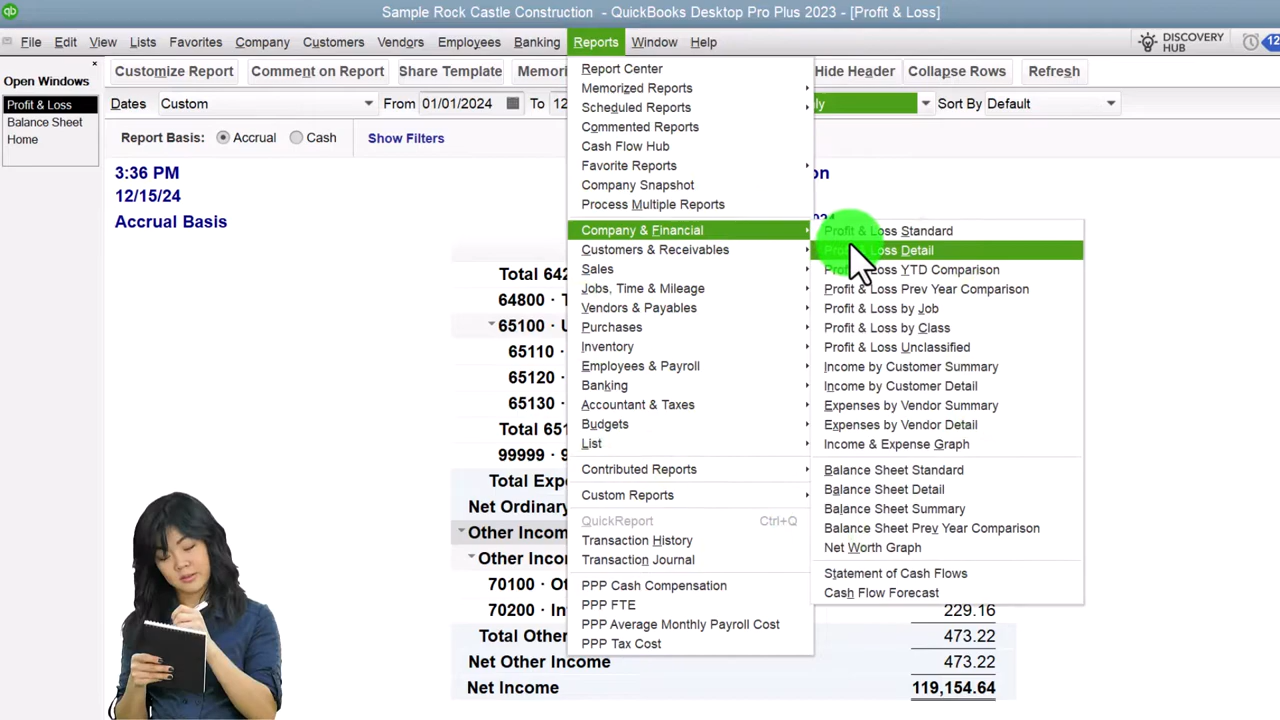 qb
Sample Rock Castle Construction - QuickBooks Desktop Pro Plus 2023 - [Profit & Loss]
File Edit View Lists Favorites Company Customers Vendors Employees Banking Reports Window Help
DISCOVERY HUB
12
Open Windows
Profit & Loss
Balance Sheet
Home
Customize Report Comment on Report Share Template Hide Header Collapse Rows Refresh
Dates Custom From 01/01/2024 To 12 Sort By Default
Report Basis: Accrual Cash Show Filters
3:36 PM
12/15/24
Accrual Basis
Report Center
Memorized Reports
Scheduled Reports
Commented Reports
Cash Flow Hub
Favorite Reports
Company Snapshot
Process Multiple Reports
Company & Financial
Customers & Receivables
Sales
Jobs, Time & Mileage
Vendors & Payables
Purchases
Inventory
Employees & Payroll
Banking
Accountant & Taxes
Budgets
List
Contributed Reports
Custom Reports
QuickReport Ctrl+Q
Transaction History
Transaction Journal
PPP Cash Compensation
PPP FTE
PPP Average Monthly Payroll Cost
PPP Tax Cost
Profit & Loss Standard
Loss Detail
Loss YTD Comparison
Profit & Loss Prev Year Comparison
Profit & Loss by Job
Profit & Loss by Class
Profit & Loss Unclassified
Income by Customer Summary
Income by Customer Detail
Expenses by Vendor Summary
Expenses by Vendor Detail
Income & Expense Graph
Balance Sheet Standard
Balance Sheet Detail
Balance Sheet Summary
Balance Sheet Prev Year Comparison
Net Worth Graph
Statement of Cash Flows
Cash Flow Forecast
Total 642
64800 ·
65100 ·
65110 ·
65120 ·
65130 ·
Total 651
99999 ·
Total Expe
Net Ordinary
Other Incom
Other Inco
70100 ·
70200 ·
229.16
Total Other 473.22
Net Other Income 473.22
Net Income 119,154.64